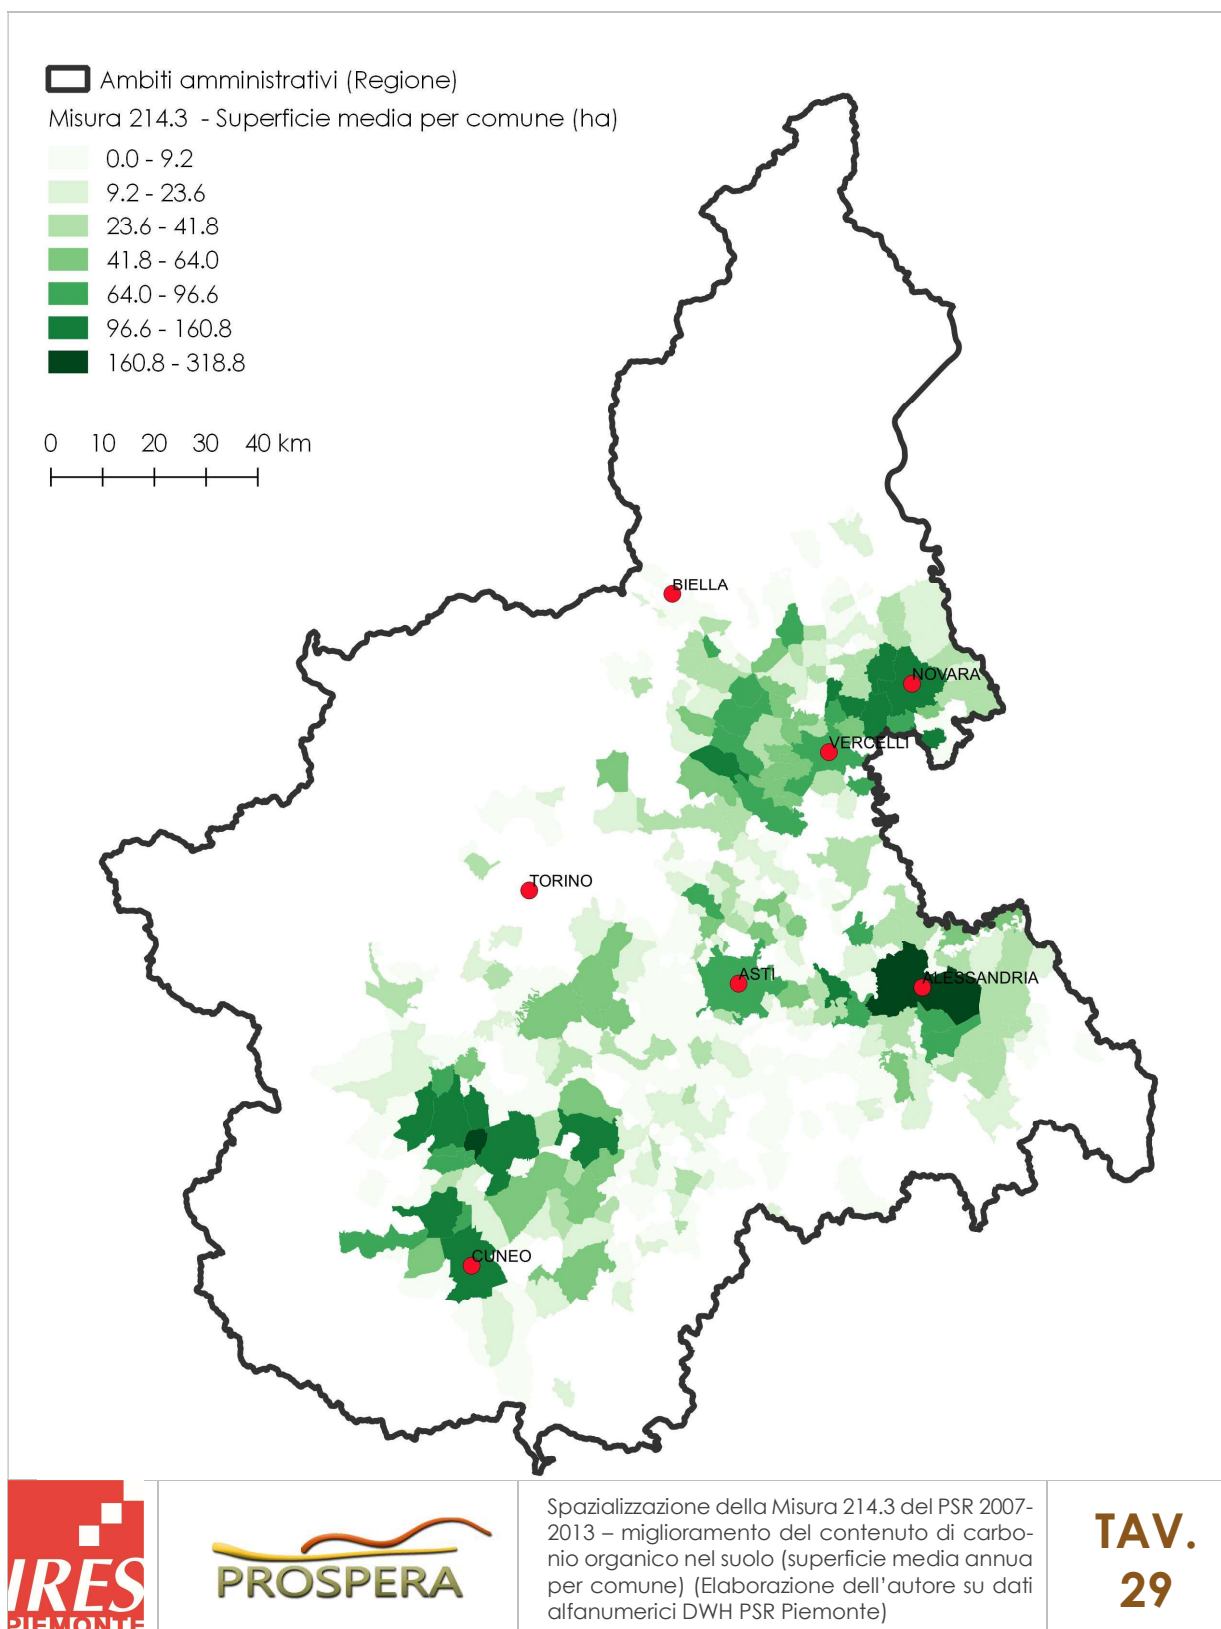 Ambiti amministrativi (Regione)
Misura 214.3 - Superficie media per comune (ha)
0.0 - 9.2
9.2 - 23.6
23.6 - 41.8
41.8 - 64.0
64.0 - 96.6
96.6 - 160.8
160.8 - 318.8
0 10 20 30 40 km
BIELLA
NOVARA
VERCELLI
TORINO
ASTI
ALESSANDRIA
CUNEO
IRES
PIEMONTE
PROSPERA
Spazializzazione della Misura 214.3 del PSR 2007-
2013 – miglioramento del contenuto di carbo-
nio organico nel suolo (superficie media annua
per comune) (Elaborazione dell'autore su dati
alfanumerici DWH PSR Piemonte)
TAV.
29